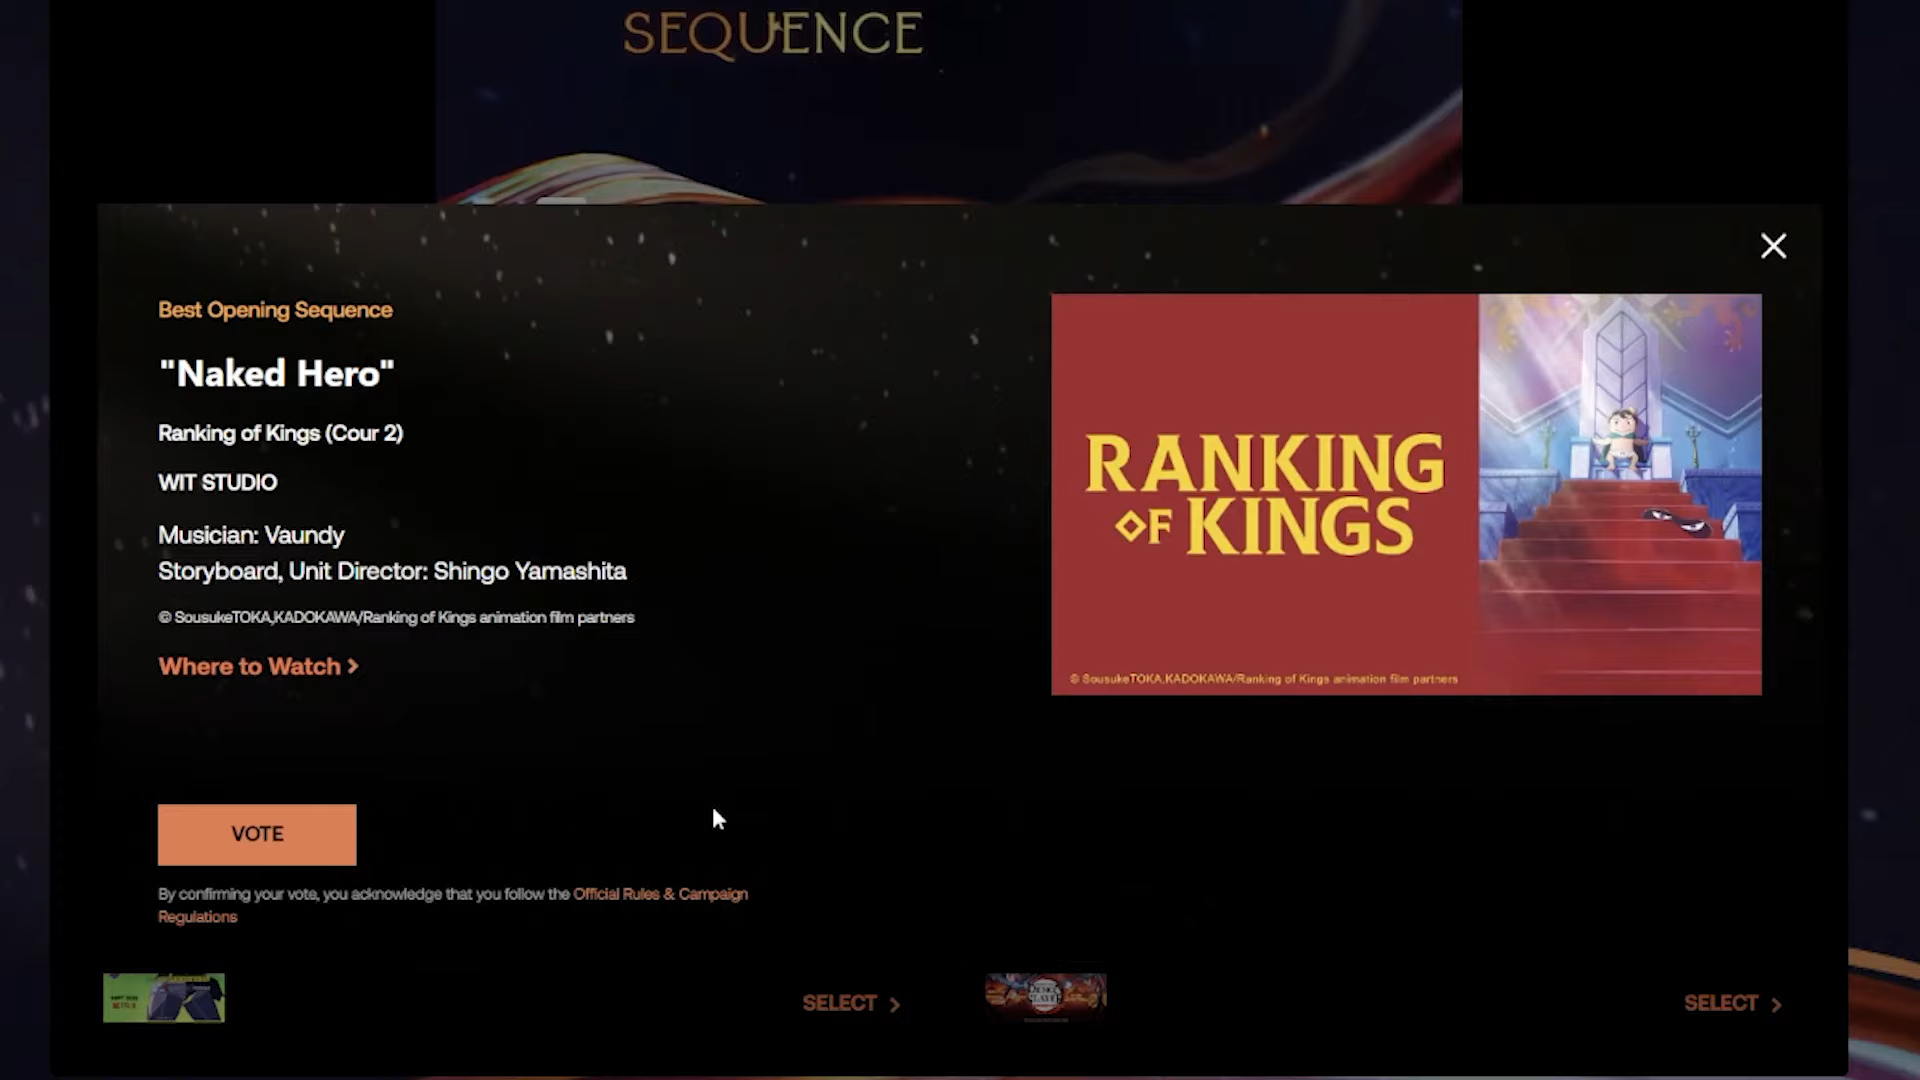 SEQUENCE
Best Opening Sequence
"Naked Hero"
Ranking of Kings (Cour 2)
WIT STUDIO
Musician: Vaundy
Storyboard, Unit Director: Shingo Yamashita
© SousukeTOKA,KADOKAWA/Ranking of Kings animation film partners
Where to Watch >
RANKING
OF KINGS
© SousukeTOKA,KADOKAWA/Ranking of Kings animation film partners
VOTE
By confirming your vote, you acknowledge that you follow the Official Rules & Campaign
Regulations
NETFLIX
SELECT >
SELECT >